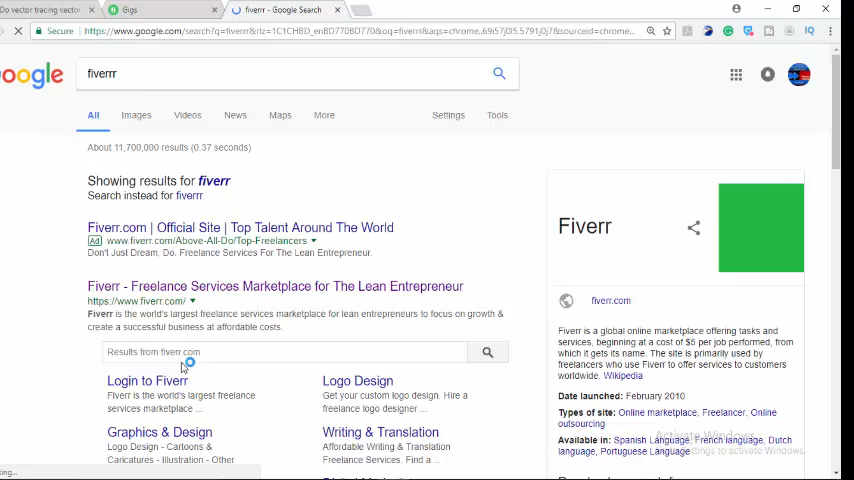 Do vector tracing vector
Gigs
fiverrr - Google Search
Secure
https://www.google.com/search?q=fiverrr&rlz=1C1CHBD_enBD770BD770&oq=fiverrr&aqs=chrome..69i57j0l5.5791j0j7&sourceid=chrome...
oogle
fiverrr
All Images Videos News Maps More Settings Tools
About 11,700,000 results (0.37 seconds)
Showing results for fiverr
Search instead for fiverrr
Fiverr.com | Official Site | Top Talent Around The World
Ad www.fiverr.com/Above-All-Do/Top-Freelancers
Don't Just Dream, Do. Freelance Services For The Lean Entrepreneur.
Fiverr - Freelance Services Marketplace for The Lean Entrepreneur
https://www.fiverr.com/
Fiverr is the world's largest freelance services marketplace for lean entrepreneurs to focus on growth &
create a successful business at affordable costs.
Results from fiverr.com
Login to Fiverr
Fiverr is the world's largest freelance
services marketplace ...
Logo Design
Get your custom logo design. Hire a
freelance logo designer ...
Graphics & Design
Logo Design - Cartoons &
Caricatures - Illustration - Other
Writing & Translation
Affordable Writing & Translation
Freelance Services. Find a ...
Fiverr
fiverr.com
Fiverr is a global online marketplace offering tasks and
services, beginning at a cost of $5 per job performed, from
which it gets its name. The site is primarily used by
freelancers who use Fiverr to offer services to customers
worldwide. Wikipedia
Date launched: February 2010
Types of site: Online marketplace, Freelancer, Online
outsourcing
Available in: Spanish Language, French language, Dutch
language, Portuguese Language
Activate Windows
settings to activate Windows.